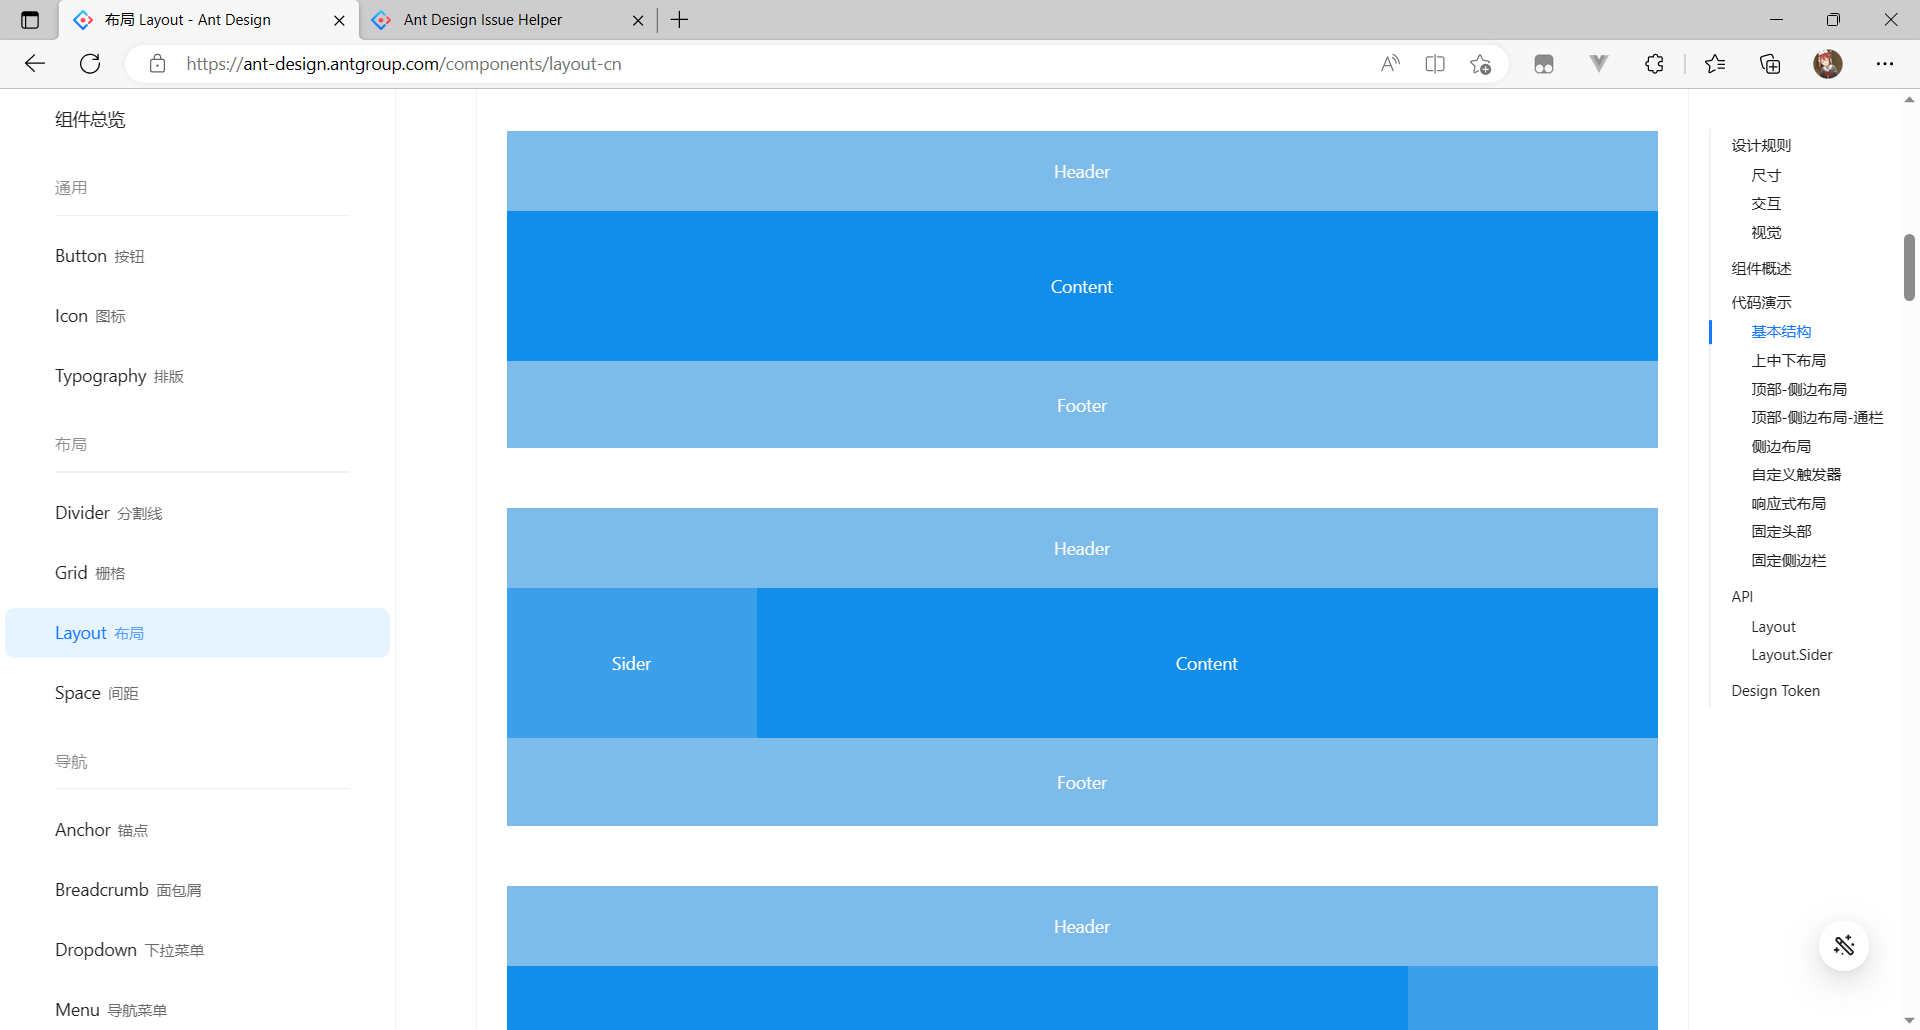 布局 Layout - Ant Design
Ant Design Issue Helper
https://ant-design.antgroup.com/components/layout-cn
组件总览
通用
Button 按钮
Icon 图标
Typography 排版
布局
Divider 分割线
Grid 栅格
Layout 布局
Space 间距
导航
Anchor 锚点
Breadcrumb 面包屑
Dropdown 下拉菜单
Menu 导航菜单
Header
Content
Footer
Header
Sider
Content
Footer
Header
设计规则
尺寸
交互
视觉
组件概述
代码演示
基本结构
上中下布局
顶部-侧边布局
顶部-侧边布局-通栏
侧边布局
自定义触发器
响应式布局
固定头部
固定侧边栏
API
Layout
Layout.Sider
Design Token